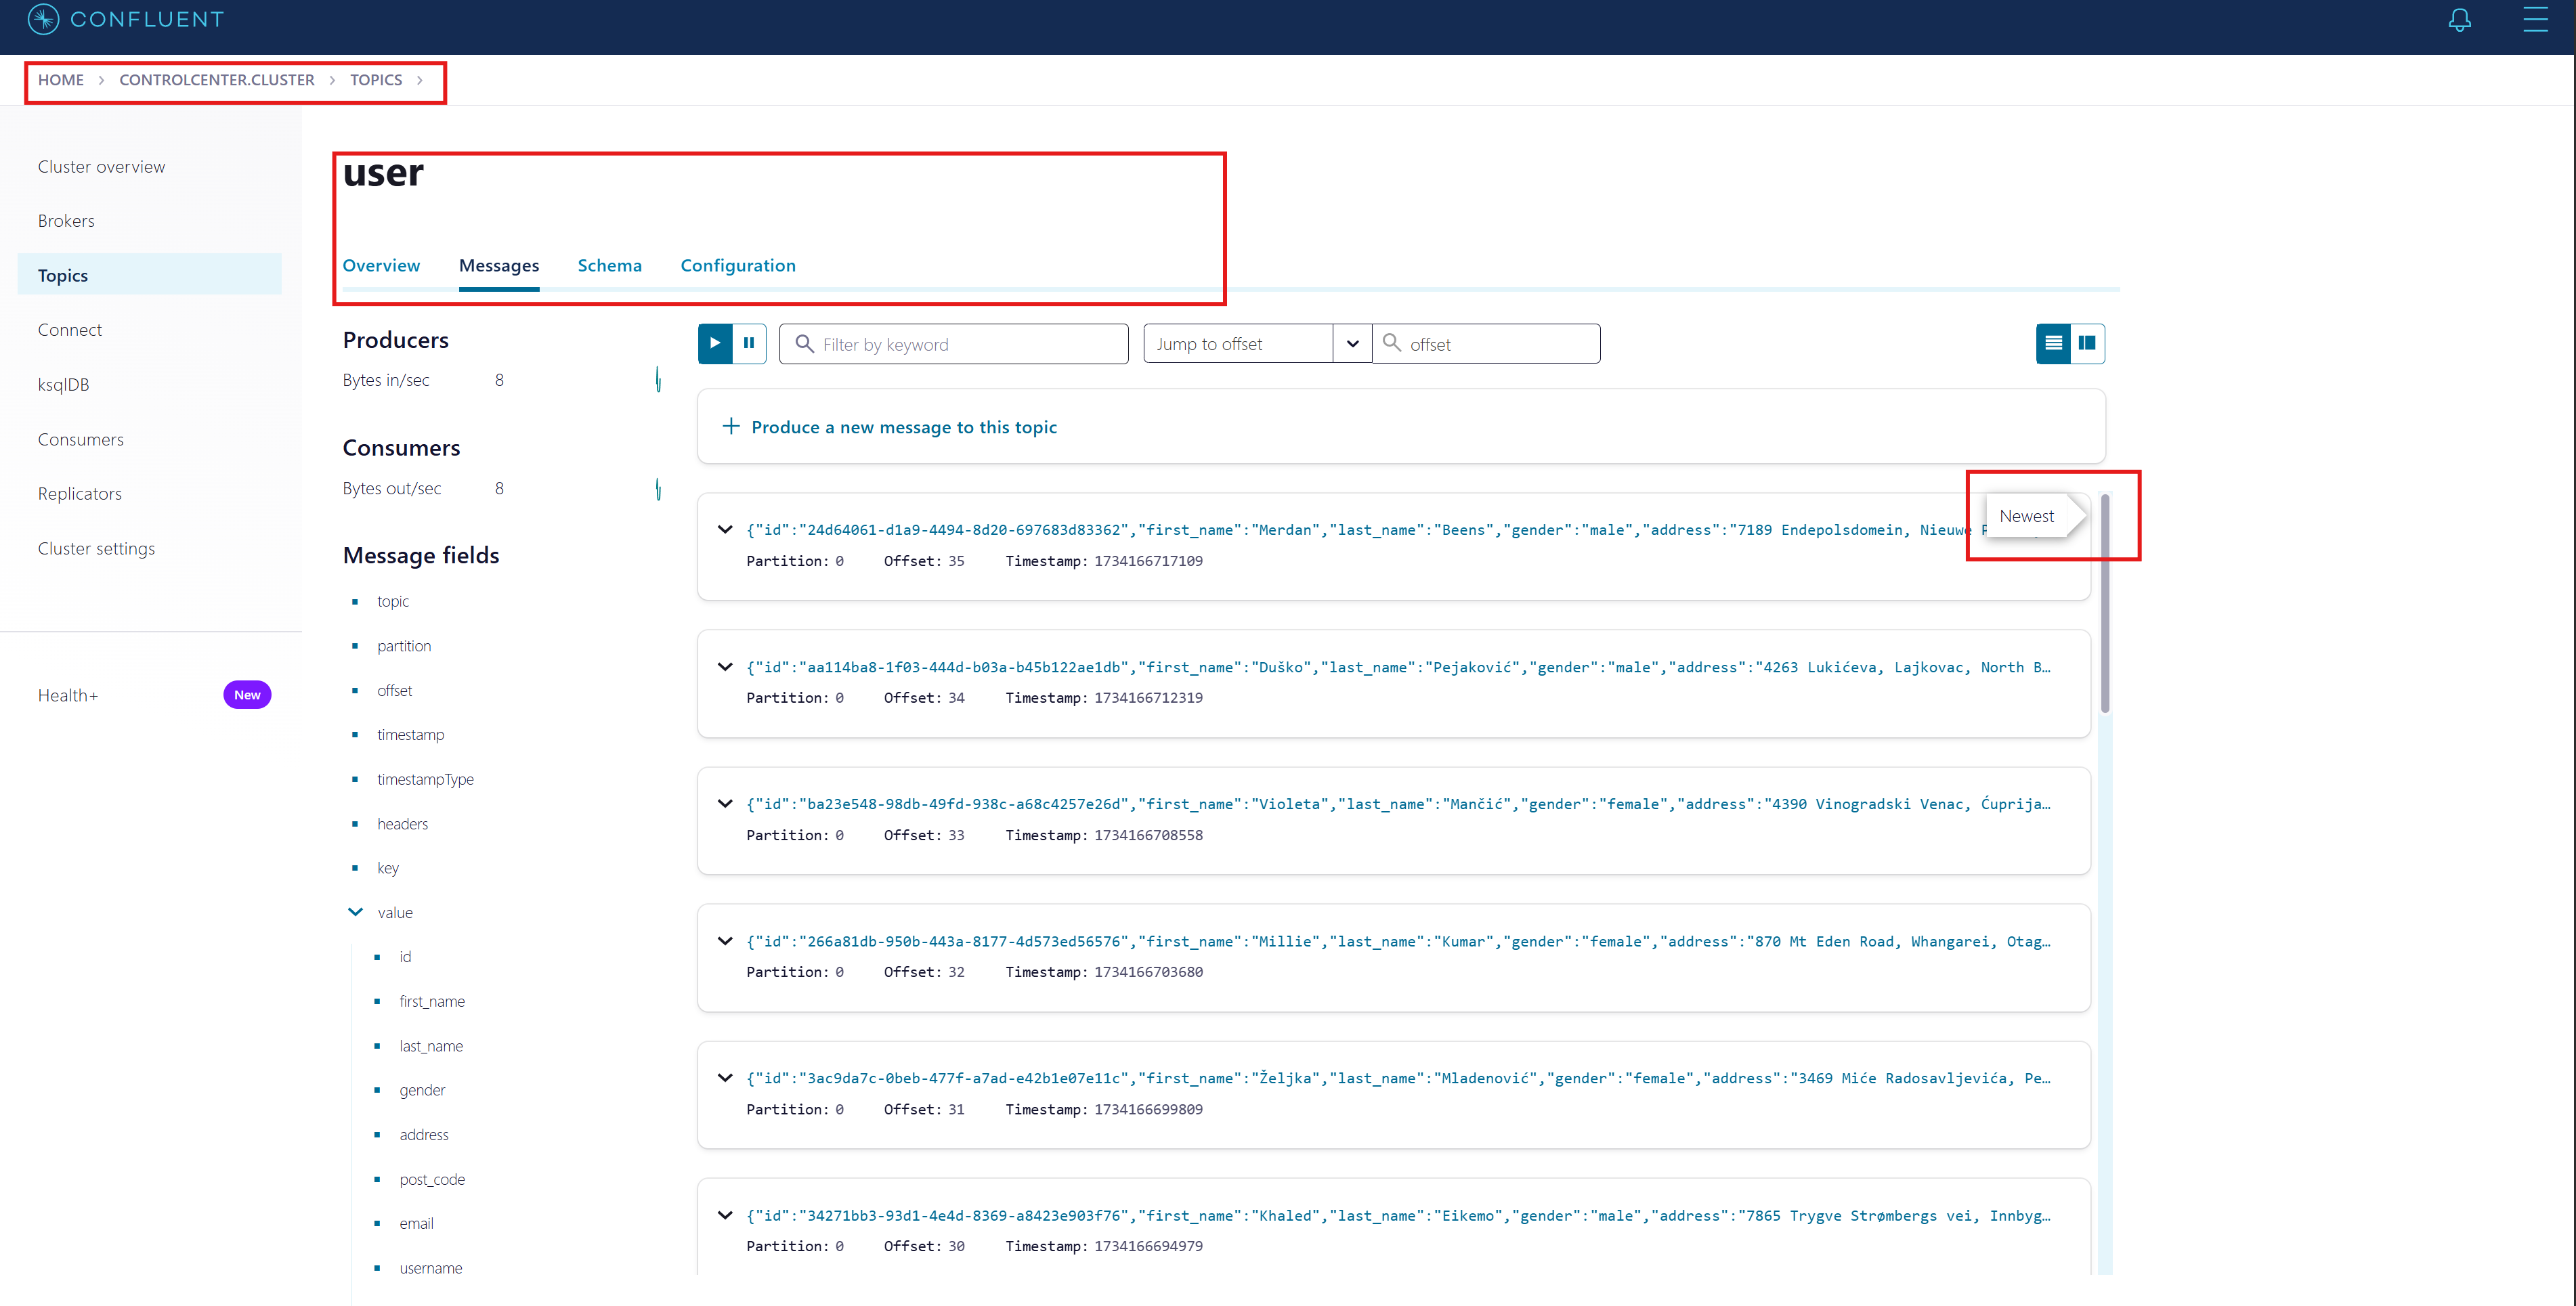 CONFLUENT
HOME > CONTROLCENTER.CLUSTER > TOPICS >
Cluster overview
Brokers
Topics
Connect
ksqlDB
Consumers
Replicators
Cluster settings
Health+ New
user
Overview Messages Schema Configuration
Producers
Bytes in/sec 8
Consumers
Bytes out/sec 8
Message fields
topic
partition
offset
timestamp
timestampType
headers
key
value
id
first_name
last_name
gender
address
post_code
email
username
Filter by keyword Jump to offset offset
+ Produce a new message to this topic
Newest
{"id":"24d64061-d1a9-4494-8d20-697683d83362","first_name":"Merdan","last_name":"Beens","gender":"male","address":"7189 Endepolsdomein, Nieuwe
Partition: 0 Offset: 35 Timestamp: 1734166717109
{"id":"aa114ba8-1f03-444d-b03a-b45b122ae1db","first_name":"Duško","last_name":"Pejaković","gender":"male","address":"4263 Lukićeva, Lajkovac, North B…
Partition: 0 Offset: 34 Timestamp: 1734166712319
{"id":"ba23e548-98db-49fd-938c-a68c4257e26d","first_name":"Violeta","last_name":"Mančić","gender":"female","address":"4390 Vinogradski Venac, Ćuprija…
Partition: 0 Offset: 33 Timestamp: 1734166708558
{"id":"266a81db-950b-443a-8177-4d573ed56576","first_name":"Millie","last_name":"Kumar","gender":"female","address":"870 Mt Eden Road, Whangarei, Otag…
Partition: 0 Offset: 32 Timestamp: 1734166703680
{"id":"3ac9da7c-0beb-477f-a7ad-e42b1e07e11c","first_name":"Željka","last_name":"Mladenović","gender":"female","address":"3469 Miće Radosavljevića, Pe…
Partition: 0 Offset: 31 Timestamp: 1734166699809
{"id":"34271bb3-93d1-4e4d-8369-a8423e903f76","first_name":"Khaled","last_name":"Eikemo","gender":"male","address":"7865 Trygve Strømbergs vei, Innbyg…
Partition: 0 Offset: 30 Timestamp: 1734166694979